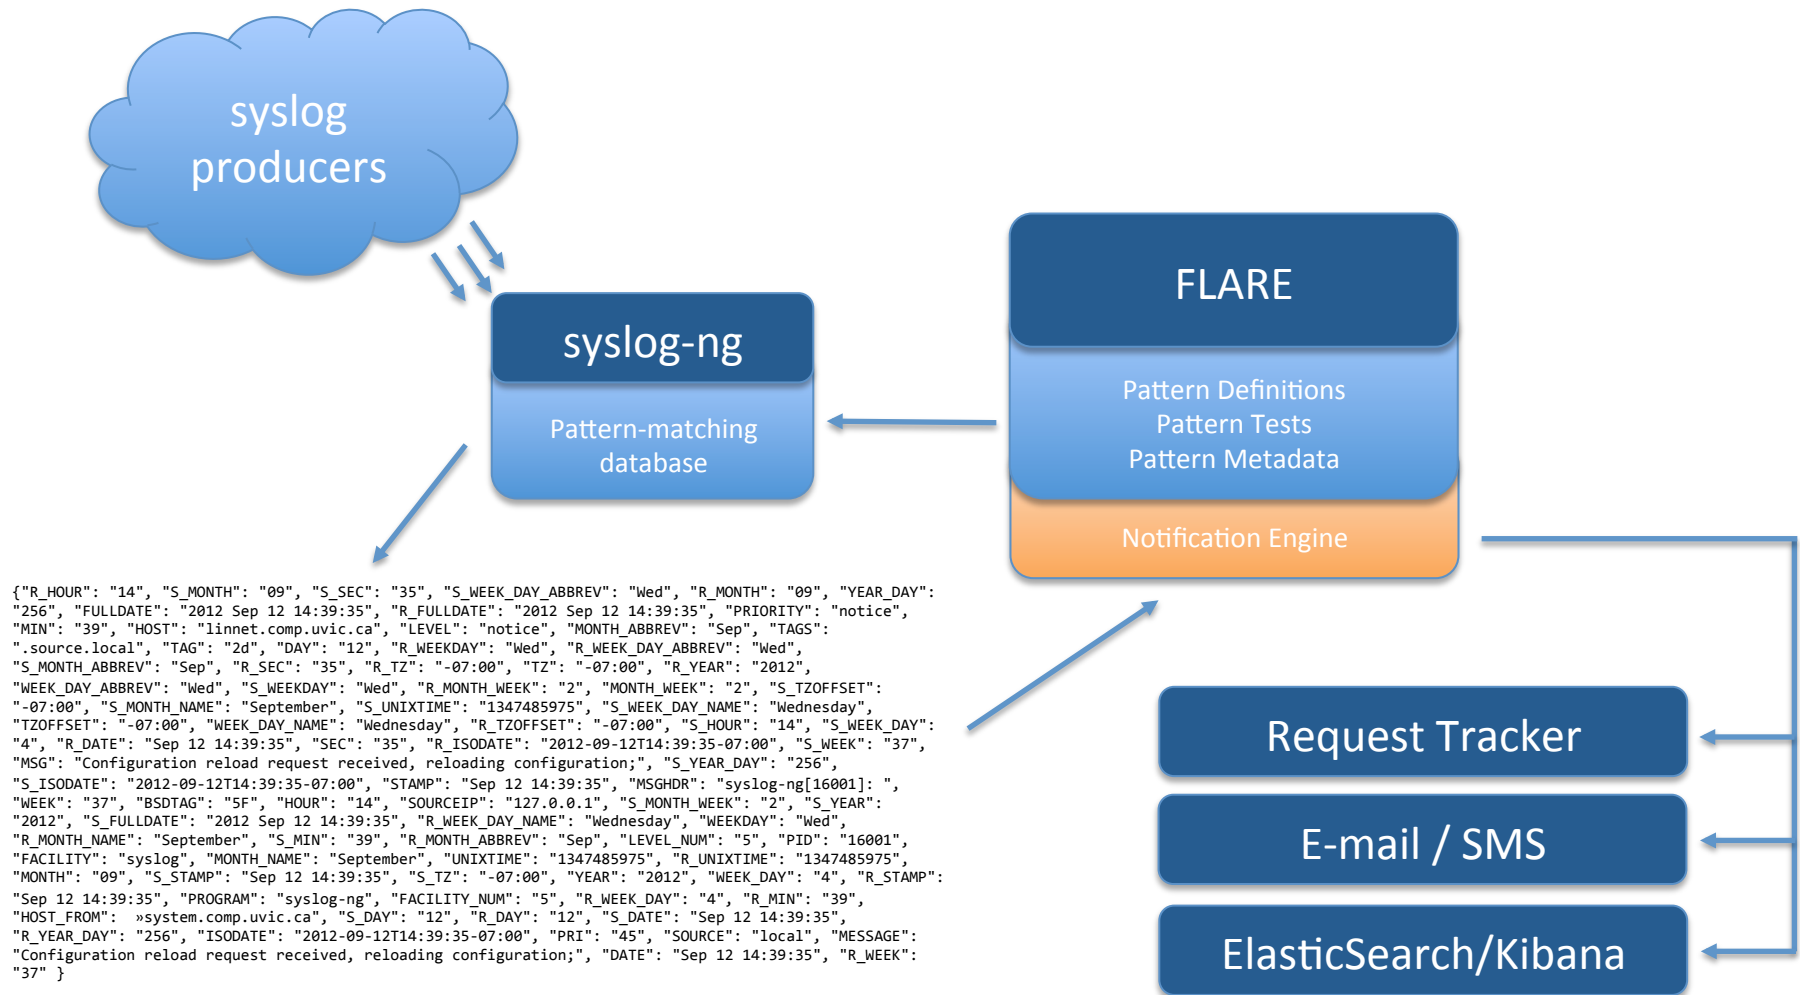 syslog
producers
FLARE
syslog-ng
Pattern Definitions
Pattern Tests
Pattern Metadata
Pattern-matching
database
Notification Engine
{"R_HOUR": "14", "S_MONTH": "09", "S_SEC": "35", "S_WEEK_DAY_ABBREV": "Wed", "R_MONTH": "09", "YEAR_DAY":
"256", "FULLDATE": "2012 Sep 12 14:39:35", "R_FULLDATE": "2012 Sep 12 14:39:35", "PRIORITY": "notice",
"MIN": "39", "HOST": "linnet.comp.uvic.ca", "LEVEL": "notice", "MONTH_ABBREV": "Sep", "TAGS":
".source.local", "TAG": "2d", "DAY": "12", "R_WEEKDAY": "Wed", "R_WEEK_DAY_ABBREV": "Wed",
"S_MONTH_ABBREV": "Sep", "R_SEC": "35", "R_TZ": "-07:00", "TZ": "-07:00", "R_YEAR": "2012",
"WEEK_DAY_ABBREV": "Wed", "S_WEEKDAY": "Wed", "R_MONTH_WEEK": "2", "MONTH_WEEK": "2", "S_TZOFFSET":
"-07:00", "S_MONTH_NAME": "September", "S_UNIXTIME": "1347485975", "S_WEEK_DAY_NAME": "Wednesday",
"TZOFFSET": "-07:00", "WEEK_DAY_NAME": "Wednesday", "R_TZOFFSET": "-07:00", "S_HOUR": "14", "S_WEEK_DAY":
"4", "R_DATE": "Sep 12 14:39:35", "SEC": "35", "R_ISODATE": "2012-09-12T14:39:35-07:00", "S_WEEK": "37",
"MSG": "Configuration reload request received, reloading configuration;", "S_YEAR_DAY": "256",
"S_ISODATE": "2012-09-12T14:39:35-07:00", "STAMP": "Sep 12 14:39:35", "MSGHDR": "syslog-ng[16001]: ",
"WEEK": "37", "BSDTAG": "5F", "HOUR": "14", "SOURCEIP": "127.0.0.1", "S_MONTH_WEEK": "2", "S_YEAR":
"2012", "S_FULLDATE": "2012 Sep 12 14:39:35", "R_WEEK_DAY_NAME": "Wednesday", "WEEKDAY": "Wed",
"R_MONTH_NAME": "September", "S_MIN": "39", "R_MONTH_ABBREV": "Sep", "LEVEL_NUM": "5", "PID": "16001",
"FACILITY": "syslog", "MONTH_NAME": "September", "UNIXTIME": "1347485975", "R_UNIXTIME": "1347485975",
"MONTH": "09", "S_STAMP": "Sep 12 14:39:35", "S_TZ": "-07:00", "YEAR": "2012", "WEEK_DAY": "4", "R_STAMP":
"Sep 12 14:39:35", "PROGRAM": "syslog-ng", "FACILITY_NUM": "5", "R_WEEK_DAY": "4", "R_MIN": "39",
"HOST_FROM":  »system.comp.uvic.ca", "S_DAY": "12", "R_DAY": "12", "S_DATE": "Sep 12 14:39:35",
"R_YEAR_DAY": "256", "ISODATE": "2012-09-12T14:39:35-07:00", "PRI": "45", "SOURCE": "local", "MESSAGE":
"Configuration reload request received, reloading configuration;", "DATE": "Sep 12 14:39:35", "R_WEEK":
"37" }
Request Tracker
E-mail / SMS
ElasticSearch/Kibana